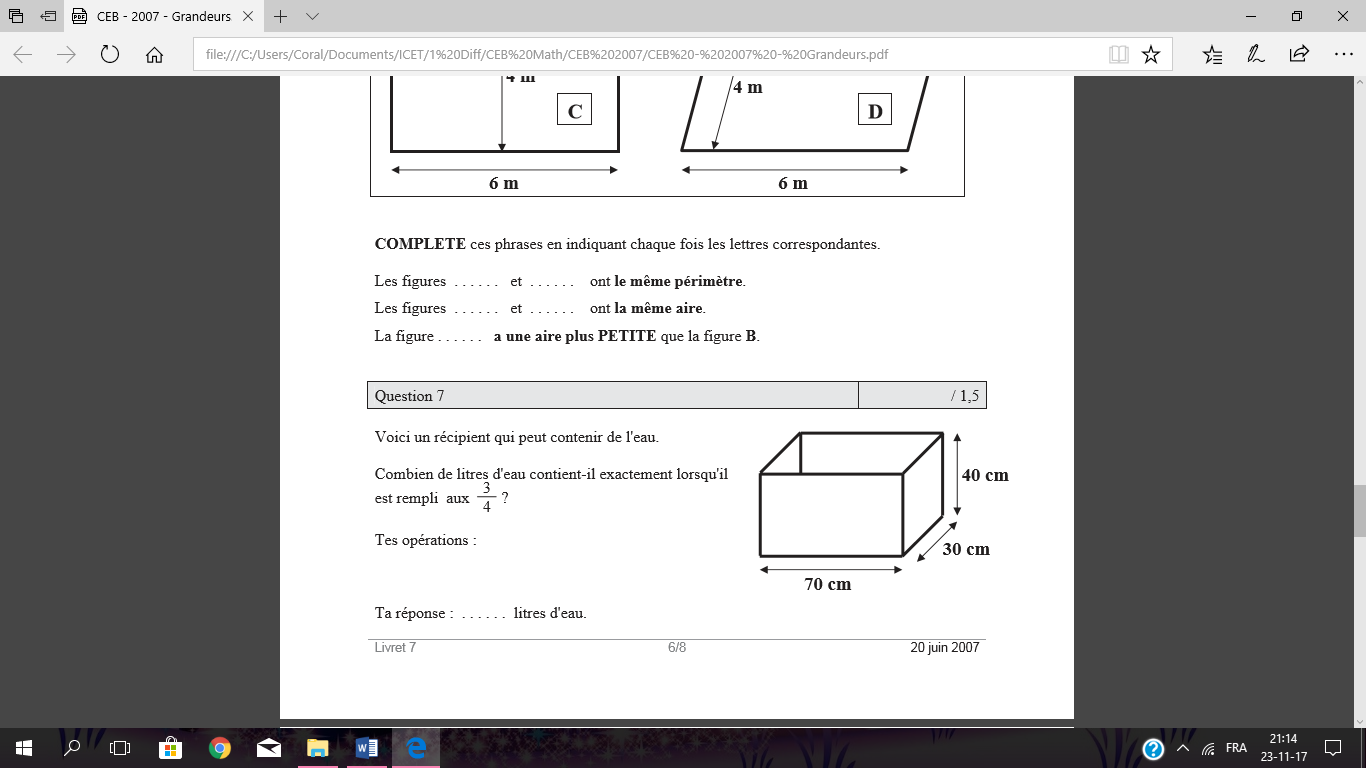 CEB - 2007 - Grandeurs
file:///C:/Users/Coral/Documents/ICET/1%20Diff/CEB%20Math/CEB%202007/CEB%20-%202007%20-%20Grandeurs.pdf
4 m
4 m
C
D
6 m
6 m
COMPLETE ces phrases en indiquant chaque fois les lettres correspondantes.
Les figures . . . . . . et . . . . . . ont le même périmètre.
Les figures . . . . . . et . . . . . . ont la même aire.
La figure . . . . . . a une aire plus PETITE que la figure B.
Question 7 / 1,5
Voici un récipient qui peut contenir de l'eau.
Combien de litres d'eau contient-il exactement lorsqu'il
est rempli aux 3/4 ?
Tes opérations :
40 cm
30 cm
70 cm
Ta réponse : . . . . . . litres d'eau.
Livret 7 6/8 20 juin 2007
FRA
21:14
23-11-17